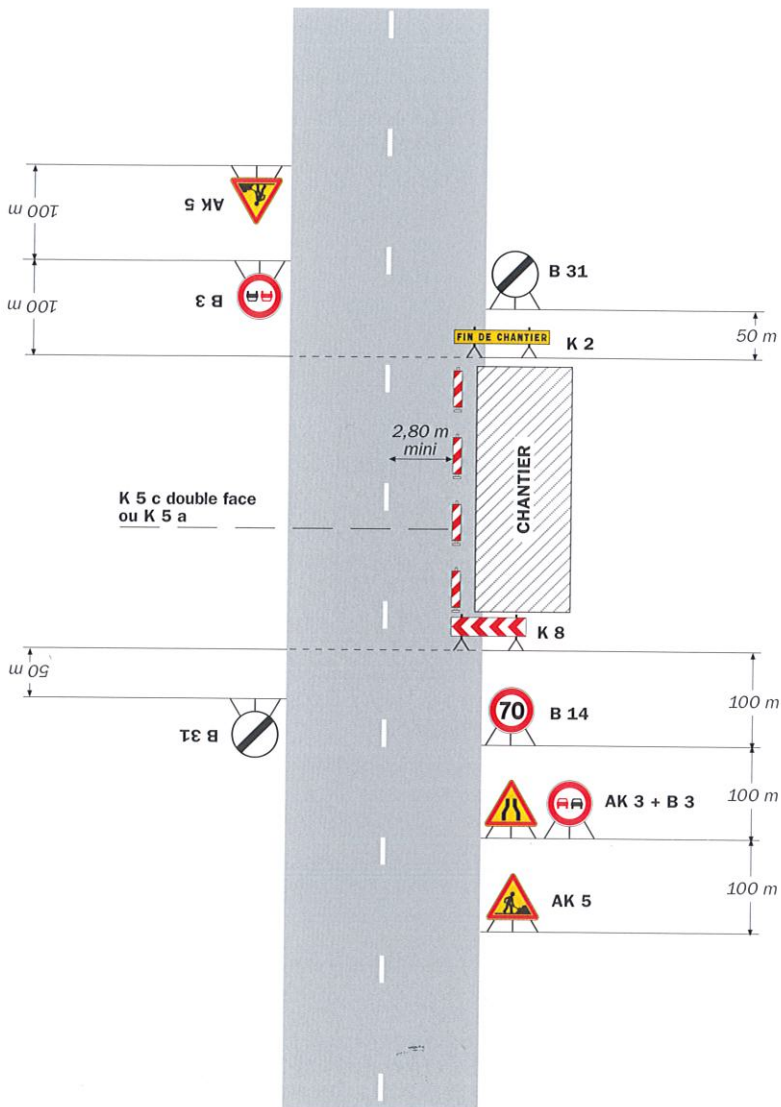 AK 5
100 m
B 3
100 m
B 31
50 m
FIN DE CHANTIER
K 2
2,80 m
mini
CHANTIER
K 5 c double face
ou K 5 a
K 8
50 m
B 31
70
B 14
100 m
AK 3 + B 3
100 m
AK 5
100 m